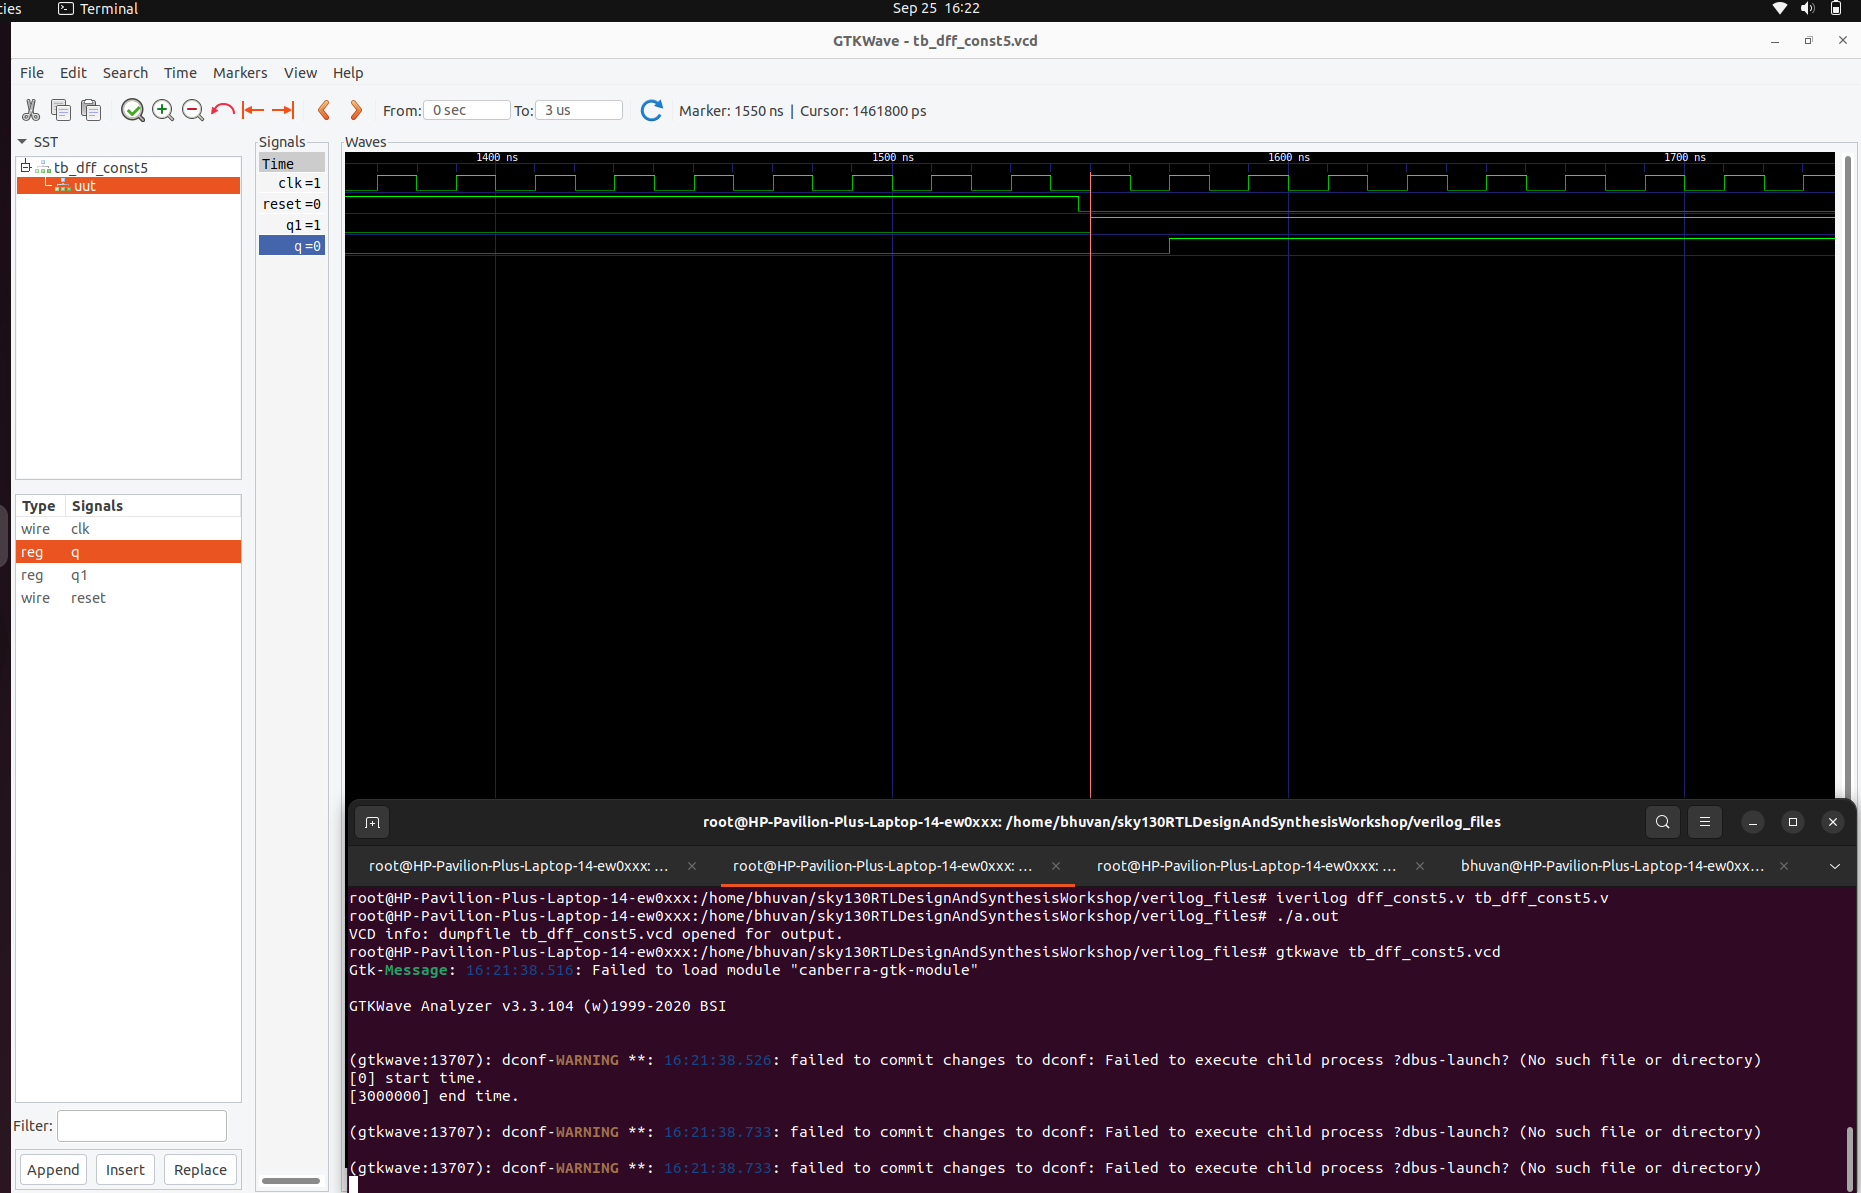 ties Terminal Sep 25 16:22
GTKWave - tb_dff_const5.vcd
File Edit Search Time Markers View Help
From: 0 sec To: 3 us Marker: 1550 ns | Cursor: 1461800 ps
SST
tb_dff_const5
uut
Type Signals
wire clk
reg q
reg q1
wire reset
Filter:
Append Insert Replace
Signals
Time
clk=1
reset=0
q1=1
q=0
Waves
1400 ns 1500 ns 1600 ns 1700 ns
root@HP-Pavilion-Plus-Laptop-14-ew0xxx: /home/bhuvan/sky130RTLDesignAndSynthesisWorkshop/verilog_files
root@HP-Pavilion-Plus-Laptop-14-ew0xxx: ... root@HP-Pavilion-Plus-Laptop-14-ew0xxx: ... root@HP-Pavilion-Plus-Laptop-14-ew0xxx: ... bhuvan@HP-Pavilion-Plus-Laptop-14-ew0xx...
root@HP-Pavilion-Plus-Laptop-14-ew0xxx:/home/bhuvan/sky130RTLDesignAndSynthesisWorkshop/verilog_files# iverilog dff_const5.v tb_dff_const5.v
root@HP-Pavilion-Plus-Laptop-14-ew0xxx:/home/bhuvan/sky130RTLDesignAndSynthesisWorkshop/verilog_files# ./a.out
VCD info: dumpfile tb_dff_const5.vcd opened for output.
root@HP-Pavilion-Plus-Laptop-14-ew0xxx:/home/bhuvan/sky130RTLDesignAndSynthesisWorkshop/verilog_files# gtkwave tb_dff_const5.vcd
Gtk-Message: 16:21:38.516: Failed to load module "canberra-gtk-module"
GTKWave Analyzer v3.3.104 (w)1999-2020 BSI
(gtkwave:13707): dconf-WARNING **: 16:21:38.526: failed to commit changes to dconf: Failed to execute child process ?dbus-launch? (No such file or directory)
[0] start time.
[3000000] end time.
(gtkwave:13707): dconf-WARNING **: 16:21:38.733: failed to commit changes to dconf: Failed to execute child process ?dbus-launch? (No such file or directory)
(gtkwave:13707): dconf-WARNING **: 16:21:38.733: failed to commit changes to dconf: Failed to execute child process ?dbus-launch? (No such file or directory)